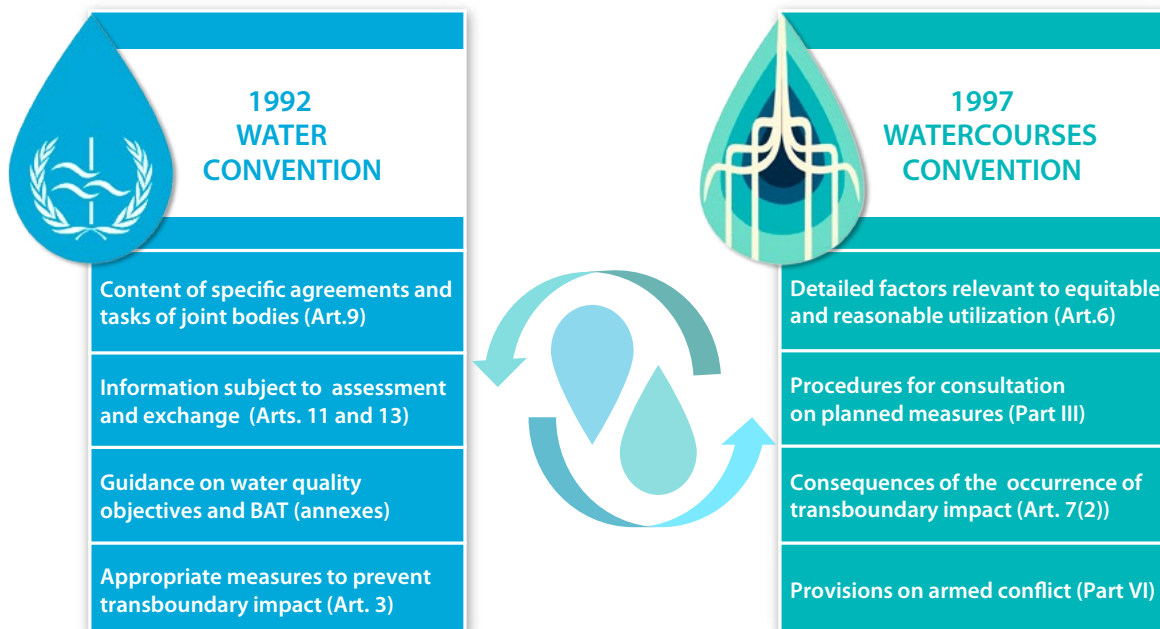 1992
WATER
CONVENTION
Content of specific agreements and
tasks of joint bodies (Art.9)
Information subject to assessment
and exchange (Arts. 11 and 13)
Guidance on water quality
objectives and BAT (annexes)
Appropriate measures to prevent
transboundary impact (Art. 3)
1997
WATERCOURSES
CONVENTION
Detailed factors relevant to equitable
and reasonable utilization (Art.6)
Procedures for consultation
on planned measures (Part III)
Consequences of the occurrence of
transboundary impact (Art. 7(2))
Provisions on armed conflict (Part VI)